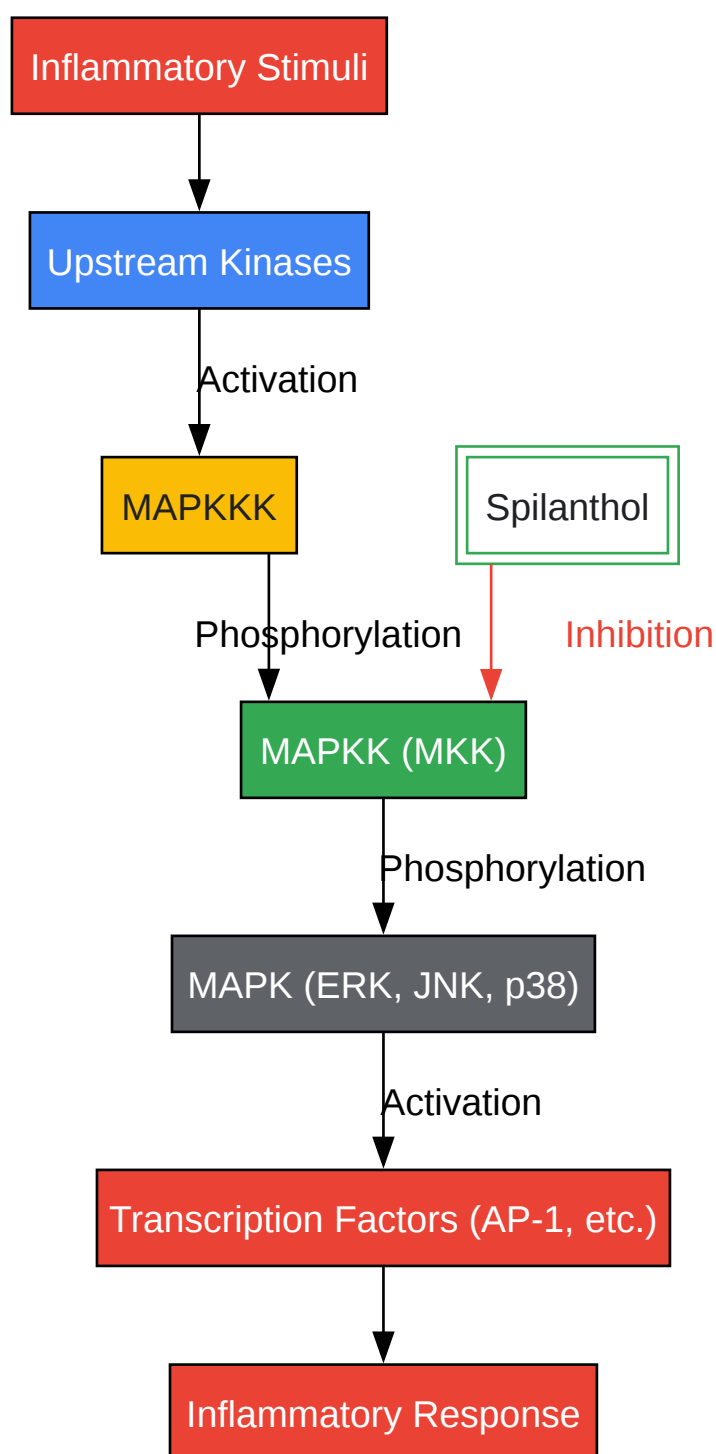 Inflammatory Stimuli
Upstream Kinases
Activation
MAPKKK
Spilanthol
Phosphorylation
Inhibition
MAPKK (MKK)
Phosphorylation
MAPK (ERK, JNK, p38)
Activation
Transcription Factors (AP-1, etc.)
Inflammatory Response